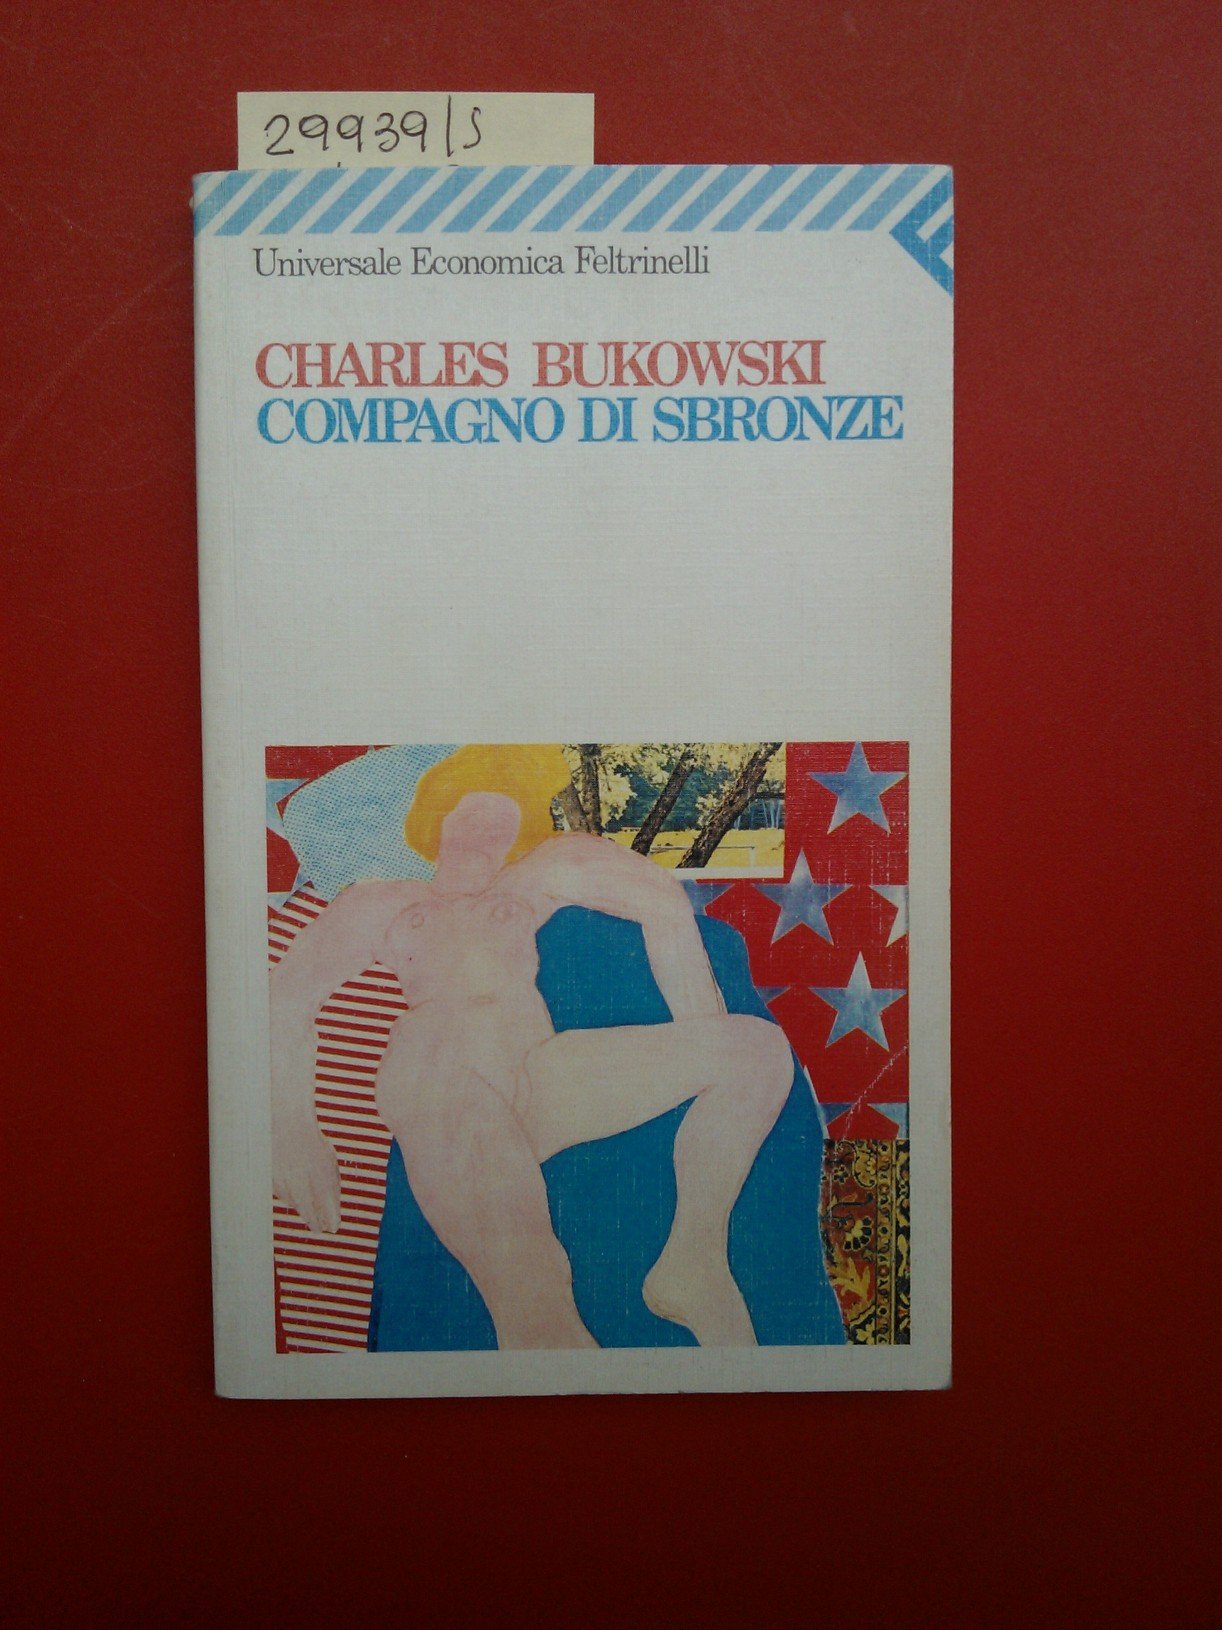 29939/S
Universale Economica Feltrinelli
CHARLES BUKOWSKI
COMPAGNO DI SBRONZE